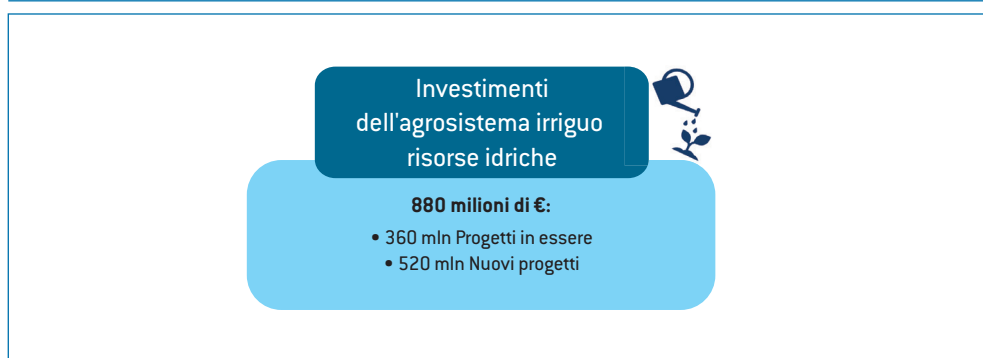 Investimenti
dell'agrosistema irriguo
risorse idriche
880 milioni di €:
• 360 mln Progetti in essere
• 520 mln Nuovi progetti